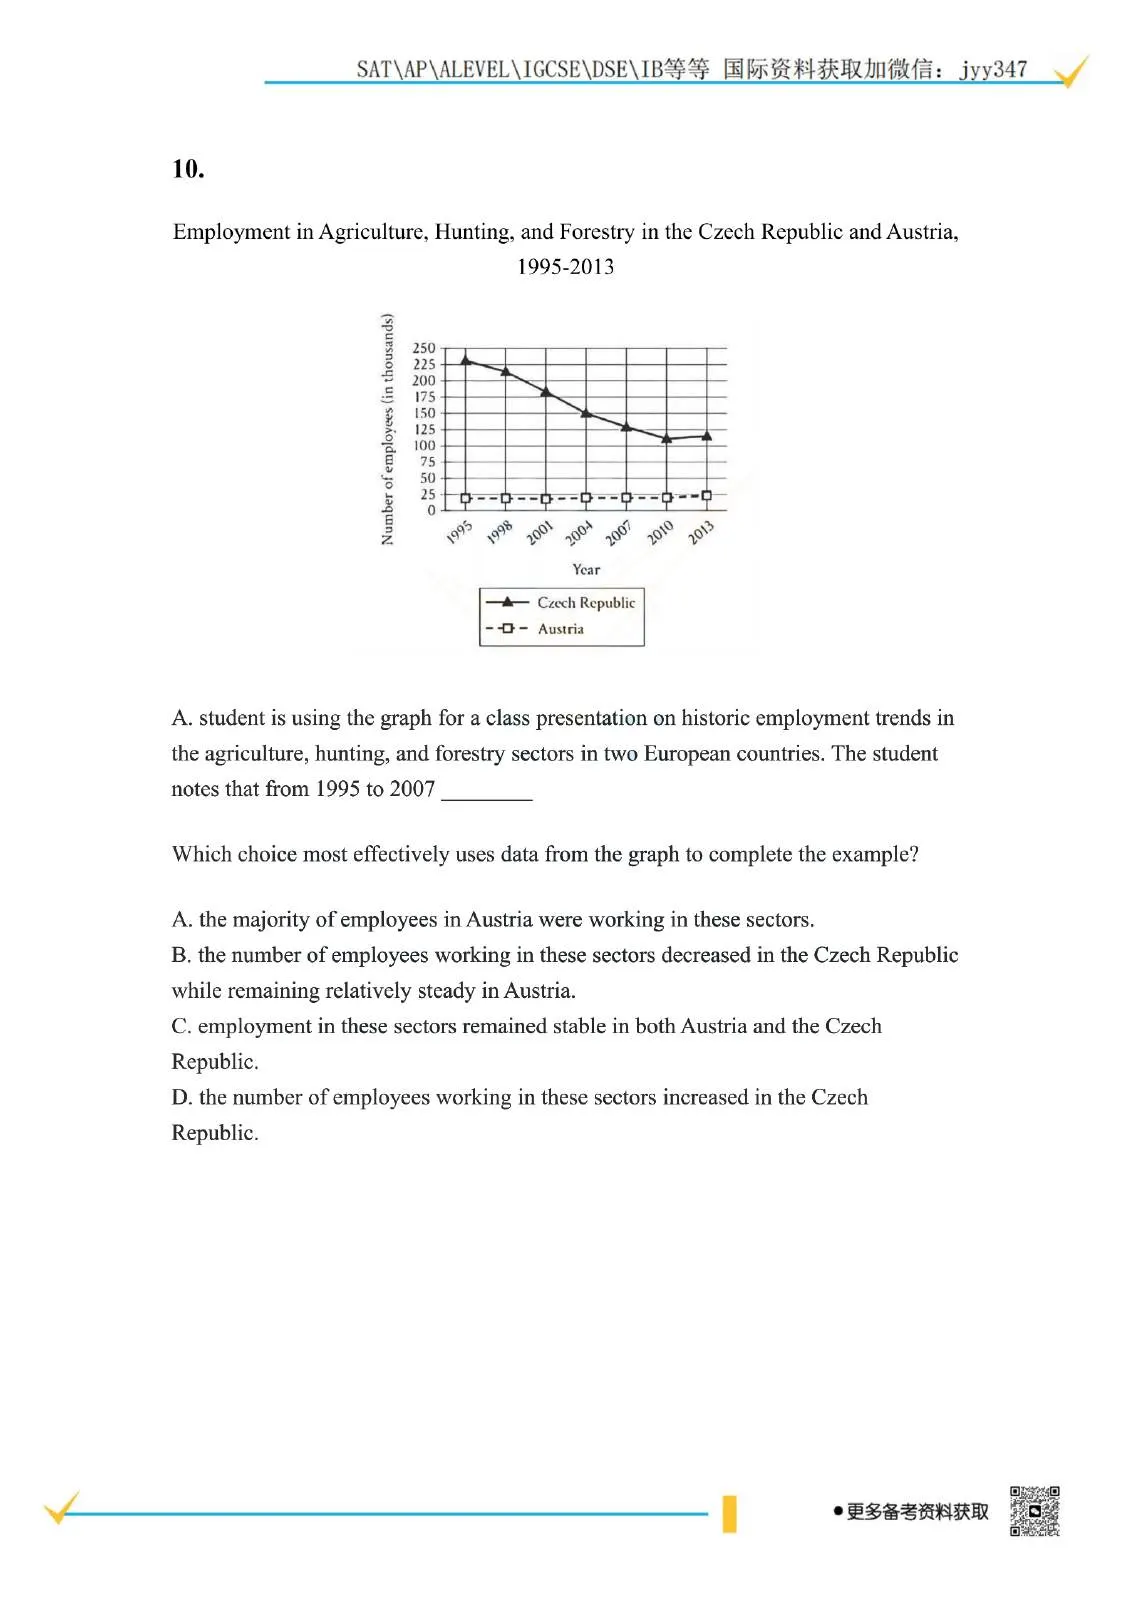 SAT\AP\ALEVEL\IGCSE\DSE\IB等等 国际资料获取加微信：jyy347
10.
Employment in Agriculture, Hunting, and Forestry in the Czech Republic and Austria,
1995-2013
Number of employees (in thousands)
250
225
200
175
150
125
100
75
50
25
0
1995 1998 2001 2004 2007 2010 2013
Year
Czech Republic
Austria
A. student is using the graph for a class presentation on historic employment trends in
the agriculture, hunting, and forestry sectors in two European countries. The student
notes that from 1995 to 2007 ________
Which choice most effectively uses data from the graph to complete the example?
A. the majority of employees in Austria were working in these sectors.
B. the number of employees working in these sectors decreased in the Czech Republic
while remaining relatively steady in Austria.
C. employment in these sectors remained stable in both Austria and the Czech
Republic.
D. the number of employees working in these sectors increased in the Czech
Republic.
●更多备考资料获取